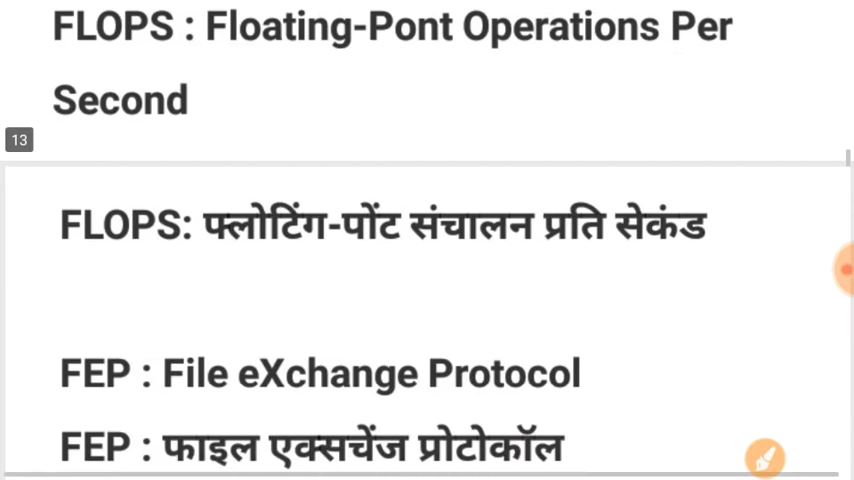 FLOPS : Floating-Pont Operations Per
Second
13
FLOPS: फ्लोटिंग-पोंट संचालन प्रति सेकंड
FEP : File eXchange Protocol
FEP : फाइल एक्सचेंज प्रोटोकॉल